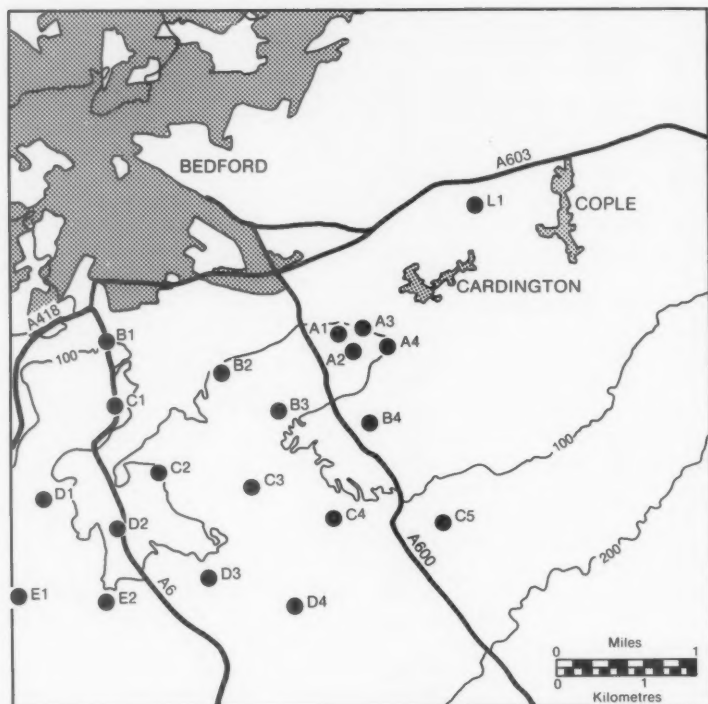 BEDFORD
A603
L1
COPLE
CARDINGTON
A418
B1
A1
A3
A2
A4
100
B2
C1
B3
B4
100
C2
C3
D1
C4
C5
D2
A600
200
D3
A6
E1
E2
D4
Miles
0 1
0 1
Kilometres